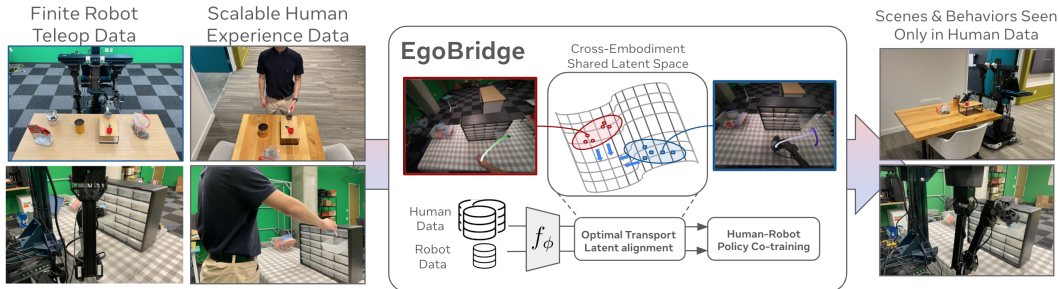 Finite Robot
Teleop Data
Scalable Human
Experience Data
EgoBridge
Cross-Embodiment
Shared Latent Space
Human
Data
Robot
Data
fϕ
Optimal Transport
Latent alignment
Human-Robot
Policy Co-training
Scenes & Behaviors Seen
Only in Human Data